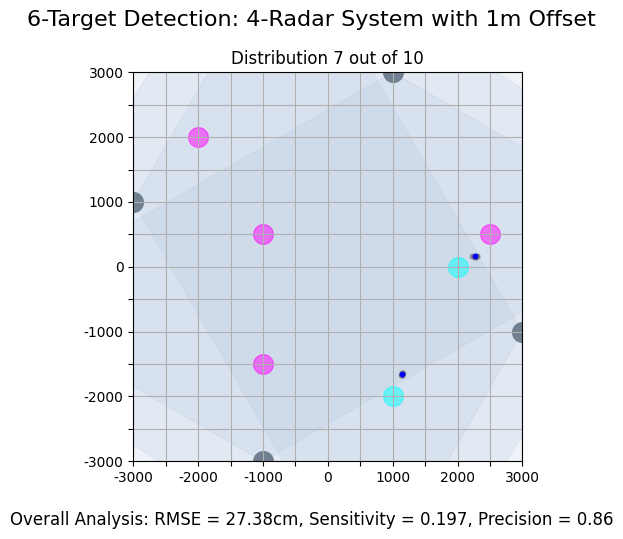 6-Target Detection: 4-Radar System with 1m Offset
Distribution 7 out of 10
3000
2000
1000
0
-1000
-2000
-3000
-3000 -2000 -1000 0 1000 2000 3000
Overall Analysis: RMSE = 27.38cm, Sensitivity = 0.197, Precision = 0.86